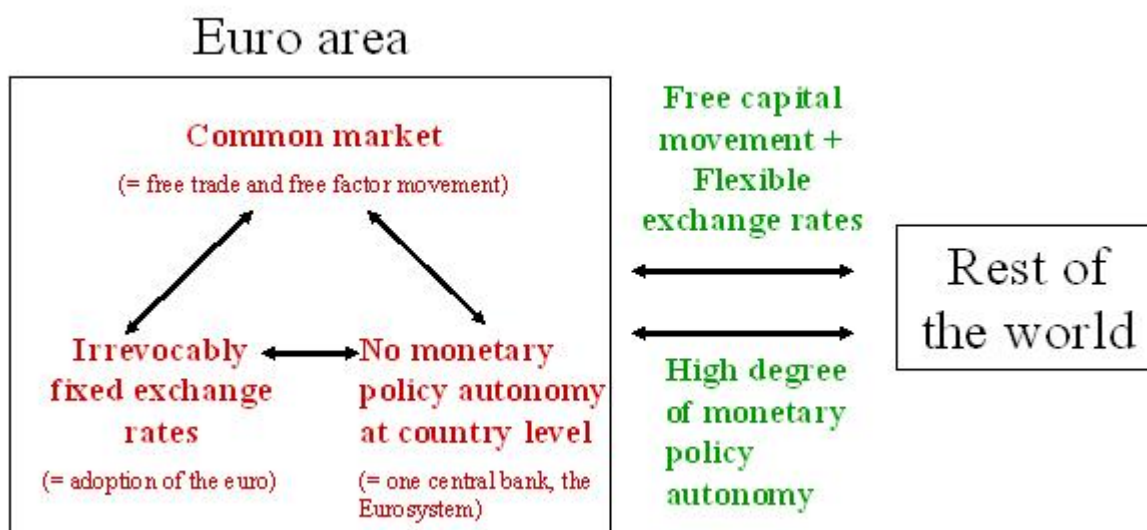 Euro area
Common market
(= free trade and free factor movement)
Irrevocably
fixed exchange
rates
(= adoption of the euro)
No monetary
policy autonomy
at country level
(= one central bank, the
Eurosystem)
Free capital
movement +
Flexible
exchange rates
High degree
of monetary
policy
autonomy
Rest of
the world